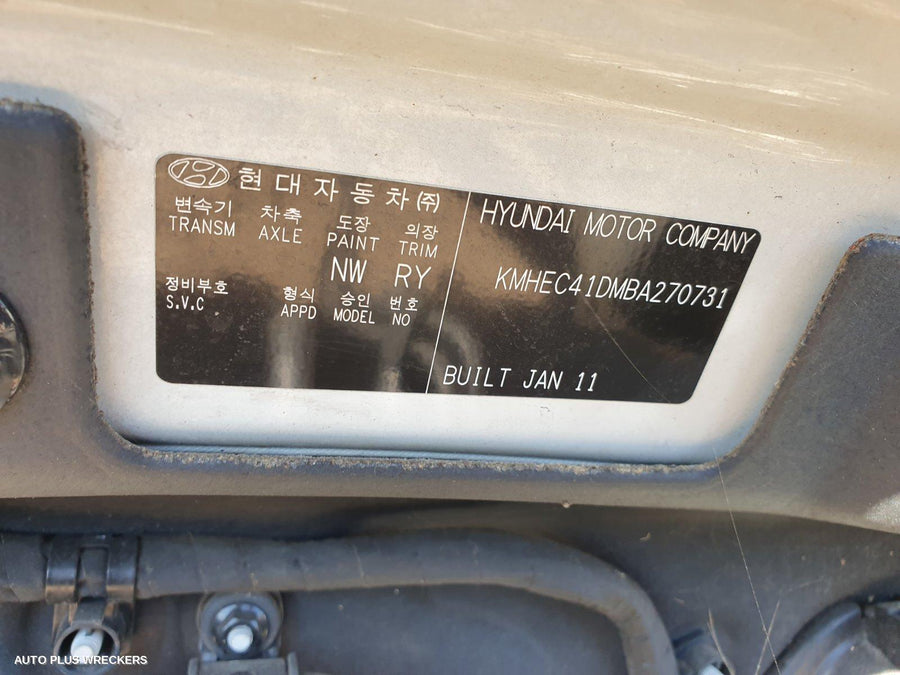 현대자동차(주)
변속기 차축 도장 의장
TRANSM AXLE PAINT TRIM
NW RY
정비부호 형식 승인 번호
S.V.C APPD MODEL NO
HYUNDAI MOTOR COMPANY
KMHEC41DMBA270731
BUILT JAN 11
AUTO PLUS WRECKERS